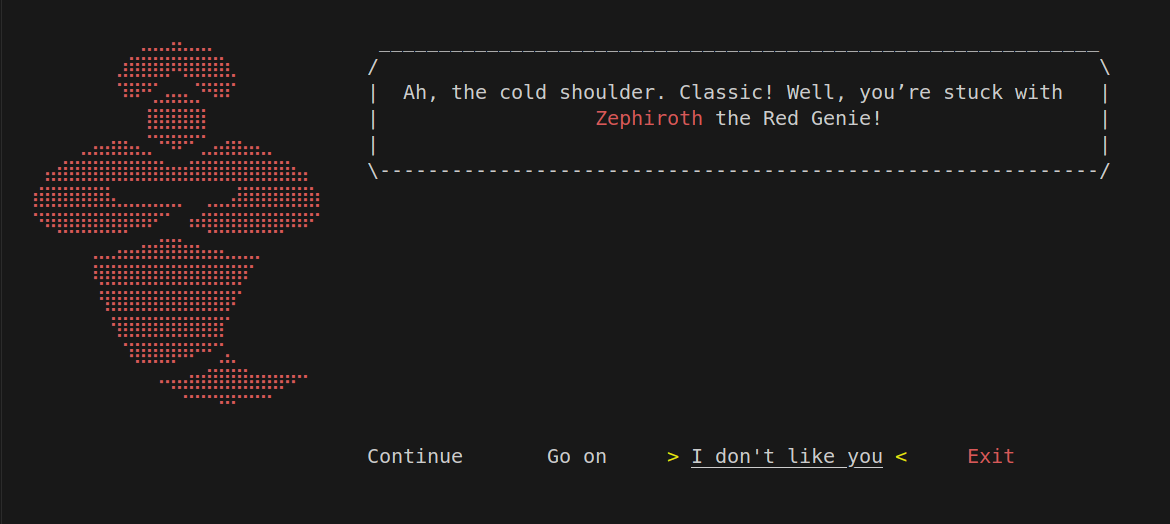 Ah, the cold shoulder. Classic! Well, you’re stuck with
Zephiroth the Red Genie!
Continue Go on > I don't like you < Exit